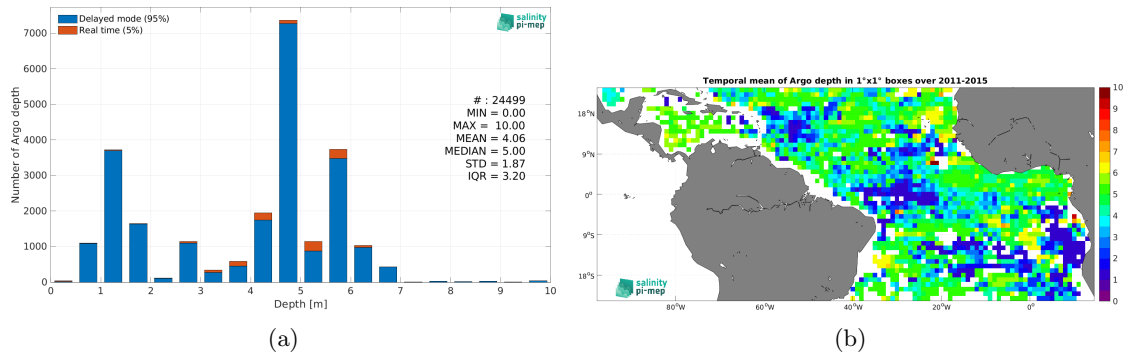 Delayed mode (95%)
Real time (5%)
salinity
pi-mep
7000
6000
5000
4000
3000
2000
1000
0
Number of Argo depth
# : 24499
MIN = 0.00
MAX = 10.00
MEAN = 4.06
MEDIAN = 5.00
STD = 1.87
IQR = 3.20
0 1 2 3 4 5 6 7 8 9 10
Depth [m]
(a)
Temporal mean of Argo depth in 1°x1° boxes over 2011-2015
18°N
9°N
0°
9°S
18°S
80°W 60°W 40°W 20°W 0°
salinity
pi-mep
10
9
8
7
6
5
4
3
2
1
0
(b)